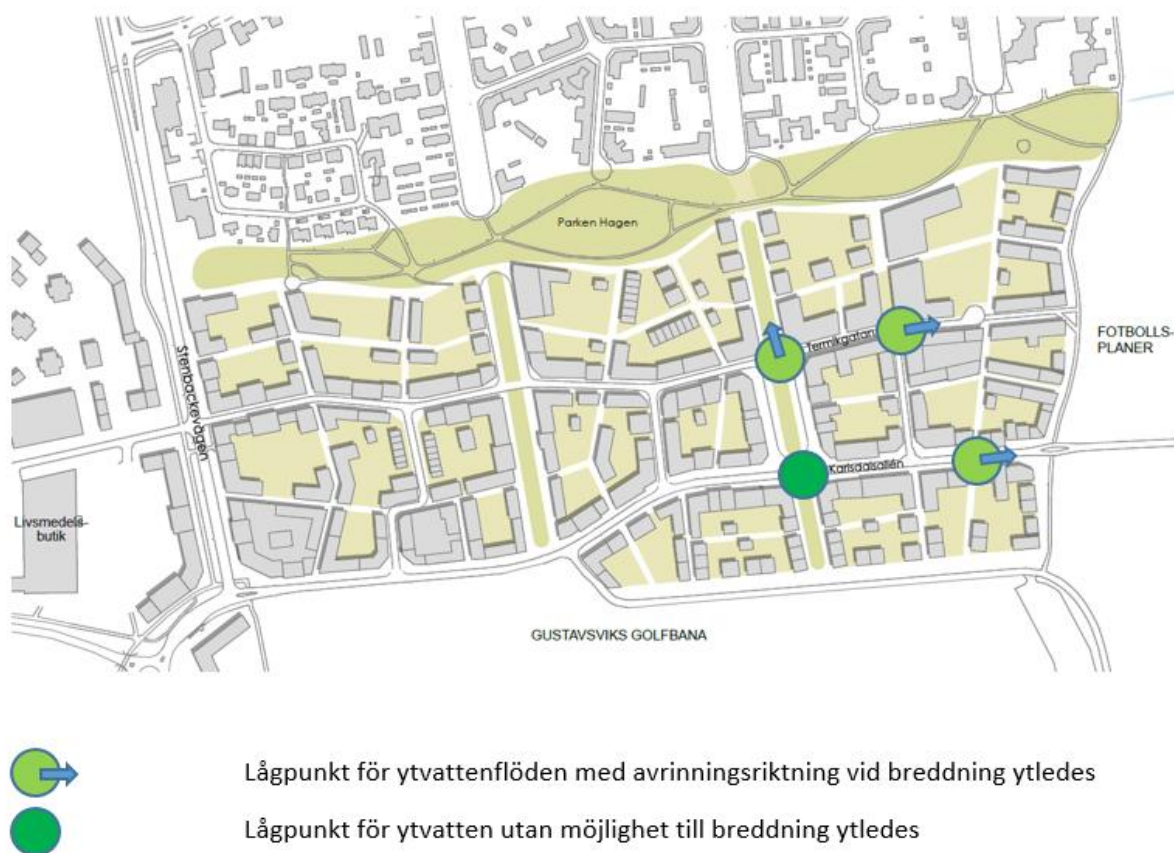 Parken Hagen
Termikgatan
FOTBOLLS-
PLANER
Stenbackevägen
Karlsdalsallén
Livsmedels-
butik
GUSTAVSVIKS GOLFBANA
Lågpunkt för ytvattenflöden med avrinningsriktning vid breddning ytledes
Lågpunkt för ytvatten utan möjlighet till breddning ytledes